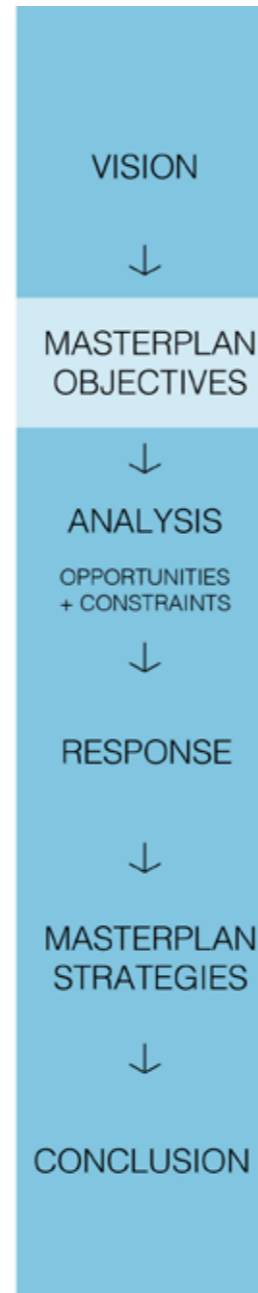 VISION
↓
MASTERPLAN
OBJECTIVES
↓
ANALYSIS
OPPORTUNITIES
+ CONSTRAINTS
↓
RESPONSE
↓
MASTERPLAN
STRATEGIES
↓
CONCLUSION